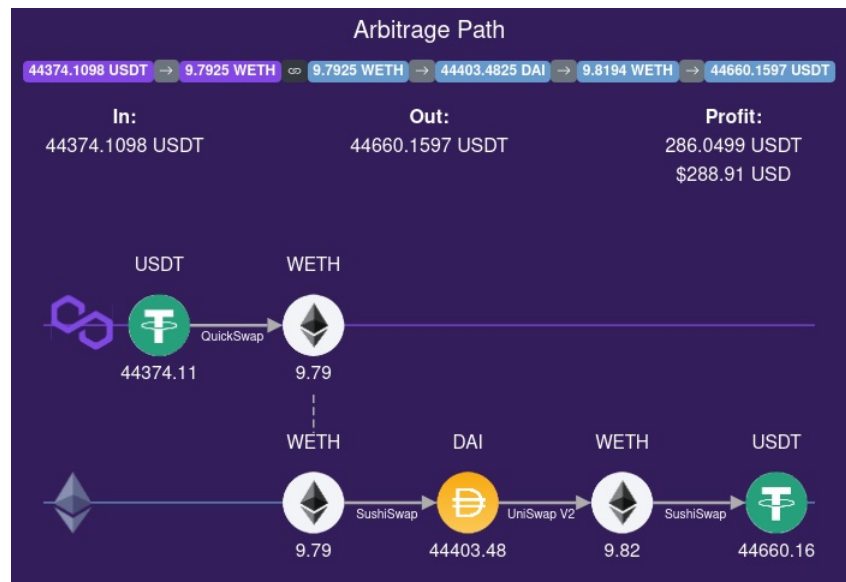 Arbitrage Path
44374.1098 USDT → 9.7925 WETH 9.7925 WETH → 44403.4825 DAI → 9.8194 WETH → 44660.1597 USDT
In: Out: Profit:
44374.1098 USDT 44660.1597 USDT 286.0499 USDT
$288.91 USD
USDT WETH
QuickSwap
44374.11 9.79
WETH DAI WETH USDT
SushiSwap UniSwap V2 SushiSwap
9.79 44403.48 9.82 44660.16